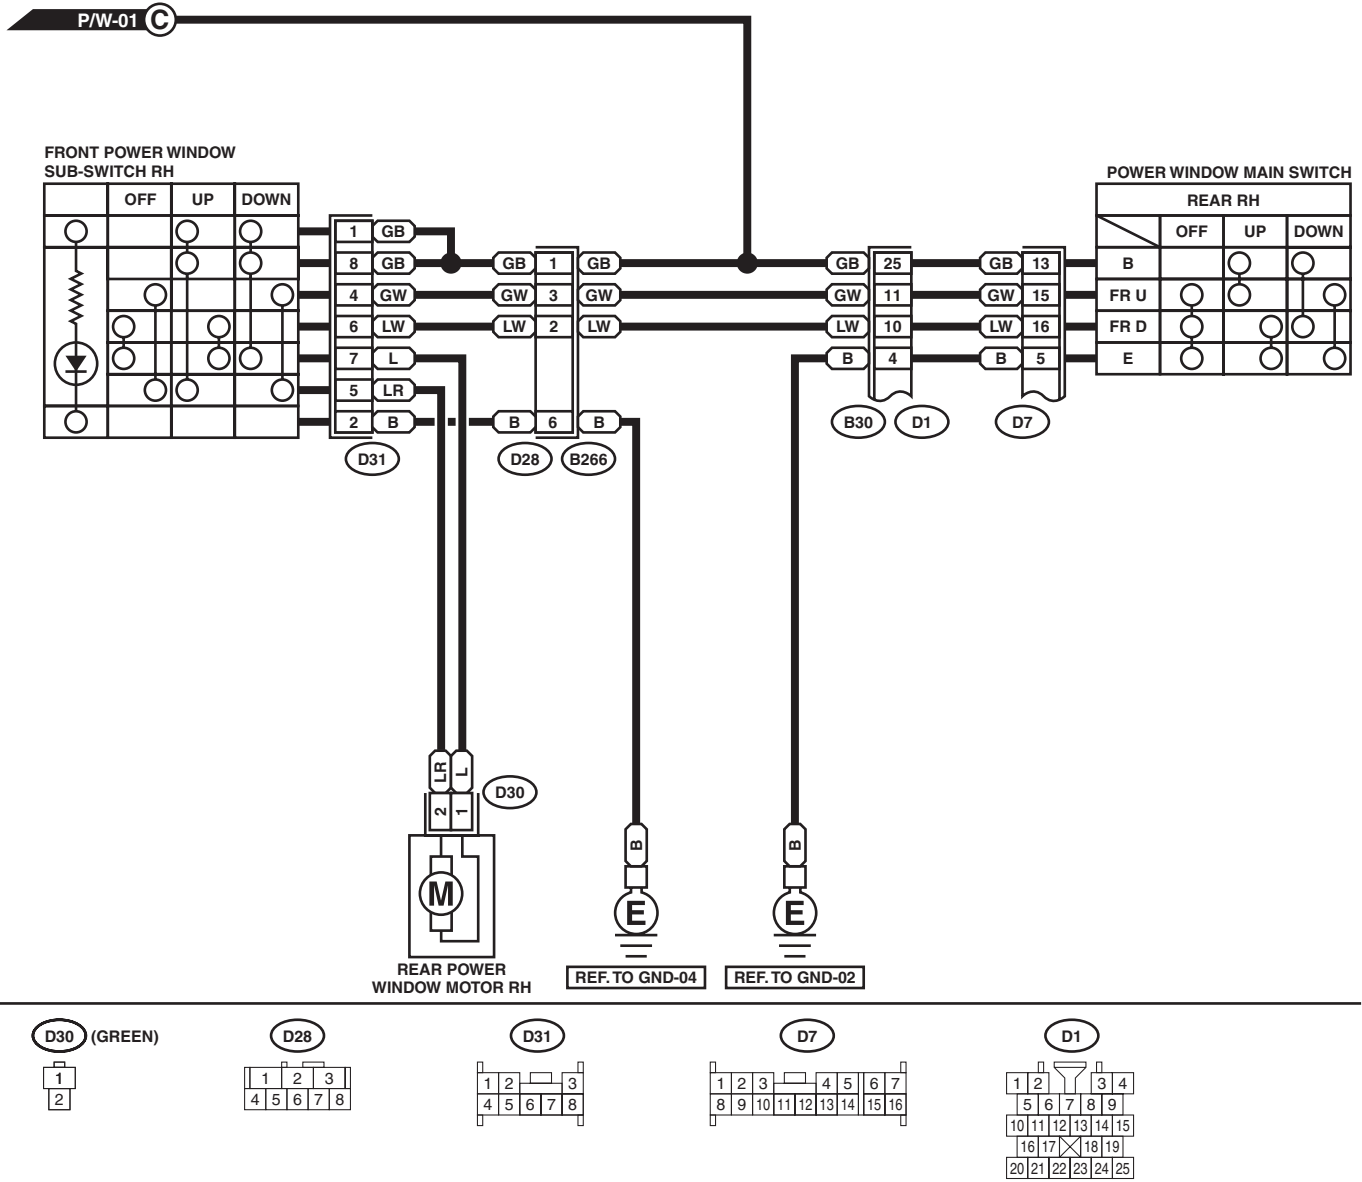 P/W-01 C
FRONT POWER WINDOW
SUB-SWITCH RH
POWER WINDOW MAIN SWITCH
OFF UP DOWN
REAR RH
OFF UP DOWN
1 GB
8 GB GB 1 GB GB 25 GB 13 B
4 GW GW 3 GW GW 11 GW 15 FR U
6 LW LW 2 LW LW 10 LW 16 FR D
7 L B 4 B 5 E
5 LR
2 B B 6 B
B30 D1 D7
D31 D28 B266
LR L
D30
2 1
B B
M
E E
REAR POWER
WINDOW MOTOR RH
REF. TO GND-04 REF. TO GND-02
D30 (GREEN) D28 D31 D7 D1
1
2
1 2 3
4 5 6 7 8
1 2 3
4 5 6 7 8
1 2 3 4 5 6 7
8 9 10 11 12 13 14 15 16
1 2 3 4
5 6 7 8 9
10 11 12 13 14 15
16 17 18 19
20 21 22 23 24 25